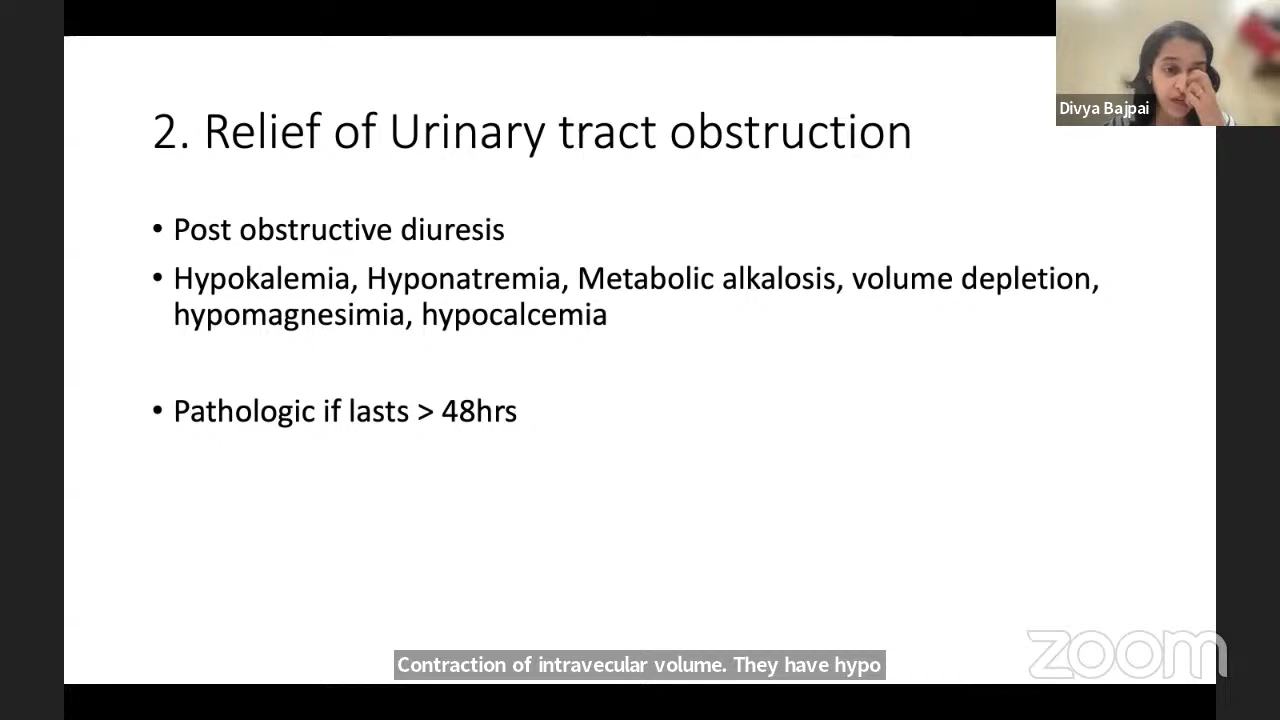 2. Relief of Urinary tract obstruction
Divya Bajpai
• Post obstructive diuresis
• Hypokalemia, Hyponatremia, Metabolic alkalosis, volume depletion,
hypomagnesimia, hypocalcemia
• Pathologic if lasts > 48hrs
Contraction of intravecular volume. They have hypo
zoom